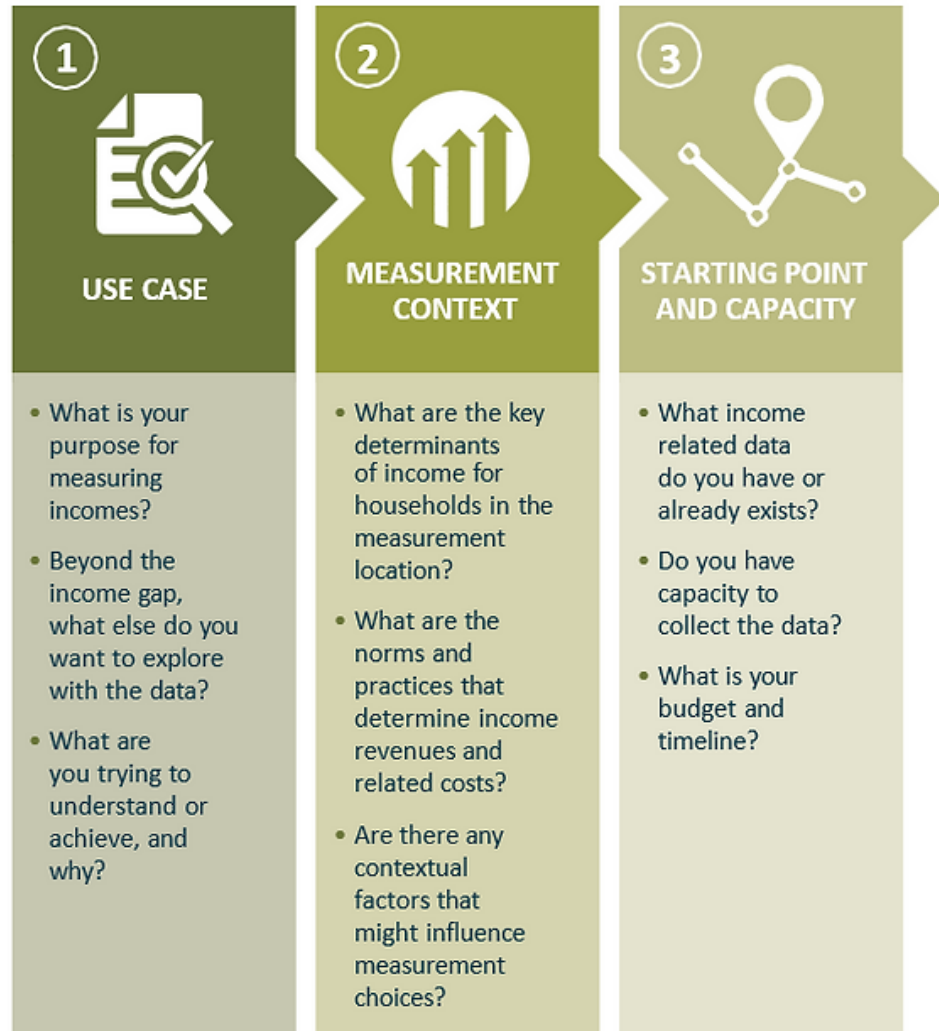 1
USE CASE
• What is your
purpose for
measuring
incomes?
• Beyond the
income gap,
what else do you
want to explore
with the data?
• What are
you trying to
understand or
achieve, and
why?
2
MEASUREMENT
CONTEXT
• What are the key
determinants
of income for
households in the
measurement
location?
• What are the
norms and
practices that
determine income
revenues and
related costs?
• Are there any
contextual
factors that
might influence
measurement
choices?
3
STARTING POINT
AND CAPACITY
• What income
related data
do you have or
already exists?
• Do you have
capacity to
collect the data?
• What is your
budget and
timeline?